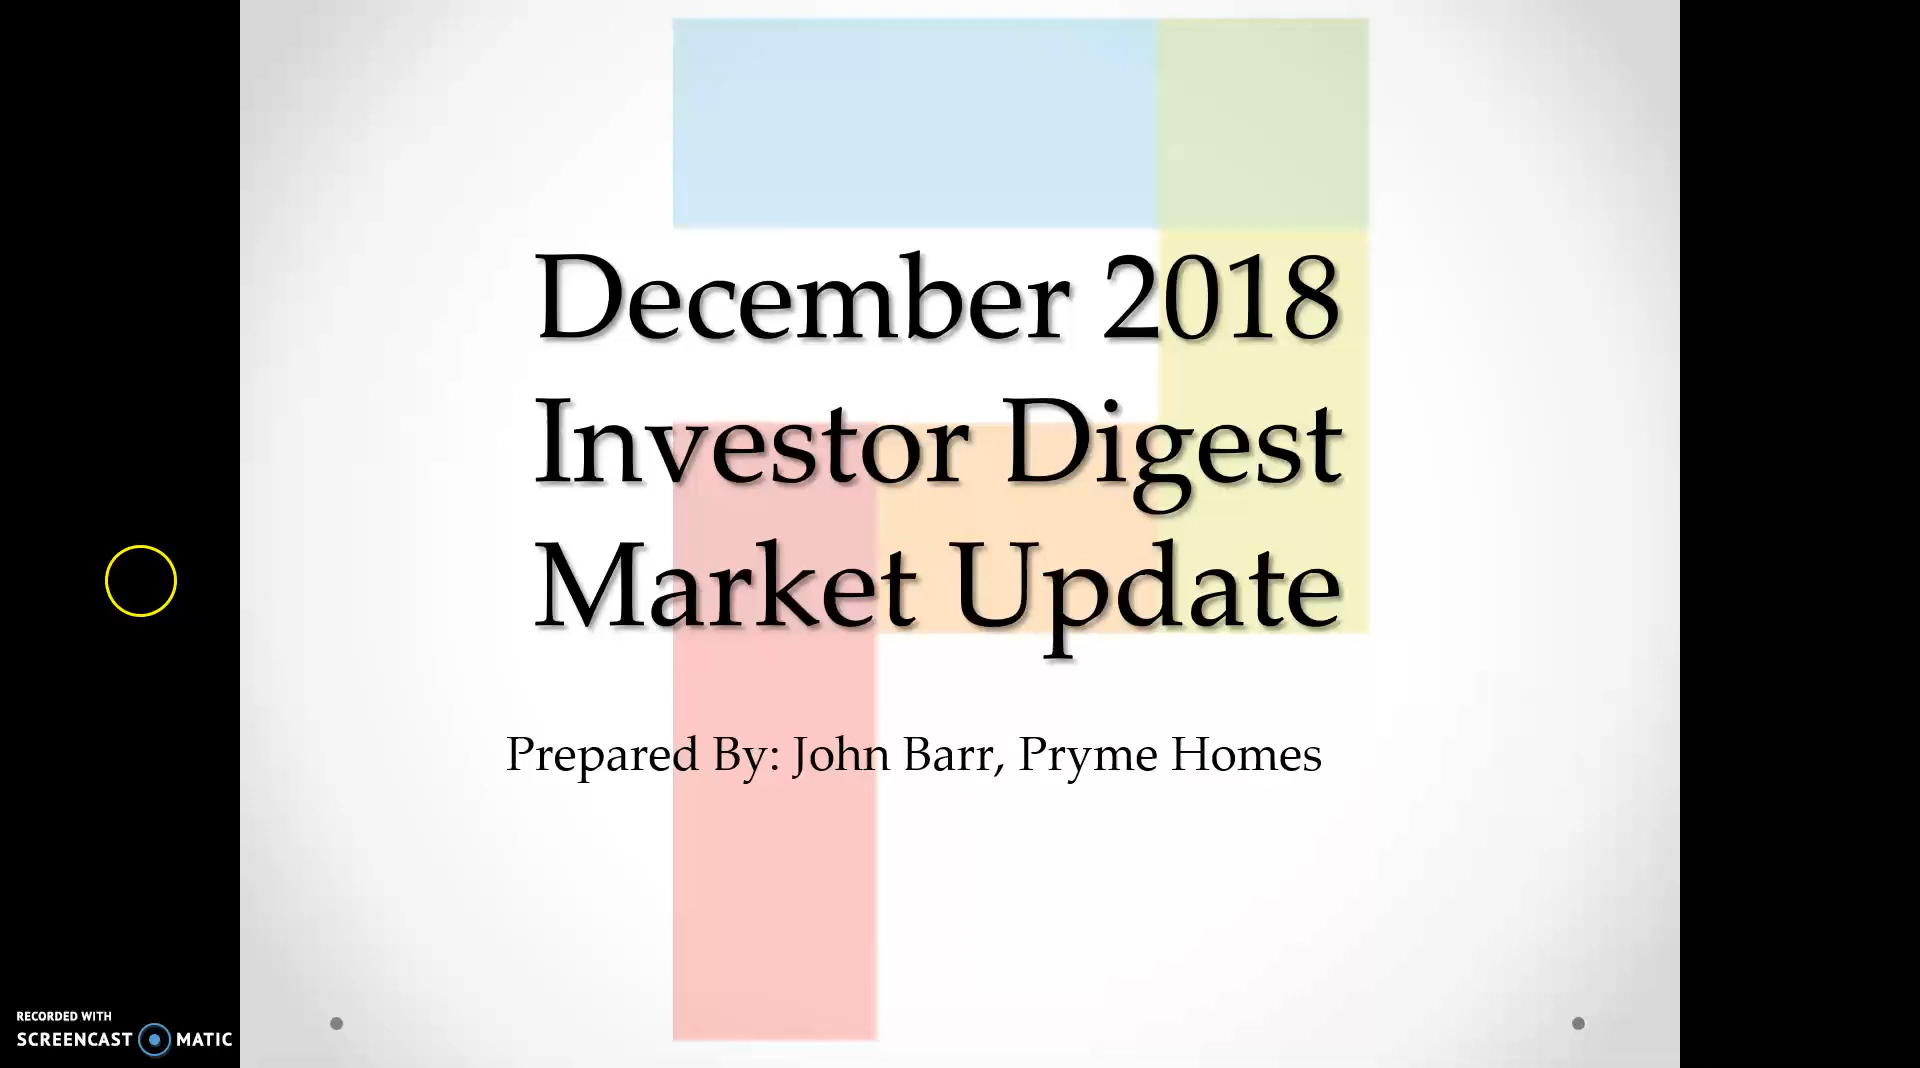 December 2018
Investor Digest
Market Update
Prepared By: John Barr, Pryme Homes
RECORDED WITH
SCREENCAST MATIC